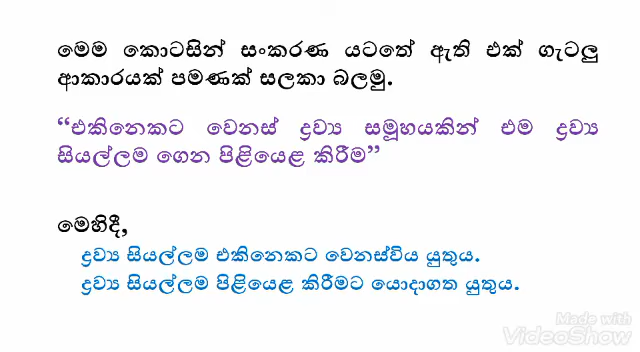 මෙම කොටසින් සංකරණ යටතේ ඇති එක් ගැටලු
ආකාරයක් පමණක් සලකා බලමු.
“එකිනෙකට වෙනස් ද්‍රව්‍ය සමූහයකින් එම ද්‍රව්‍ය
සියල්ලම ගෙන පිළියෙළ කිරීම”
මෙහිදී,
ද්‍රව්‍ය සියල්ලම එකිනෙකට වෙනස්විය යුතුය.
ද්‍රව්‍ය සියල්ලම පිළියෙළ කිරීමට යොදාගත යුතුය.
Made with
VideoShow